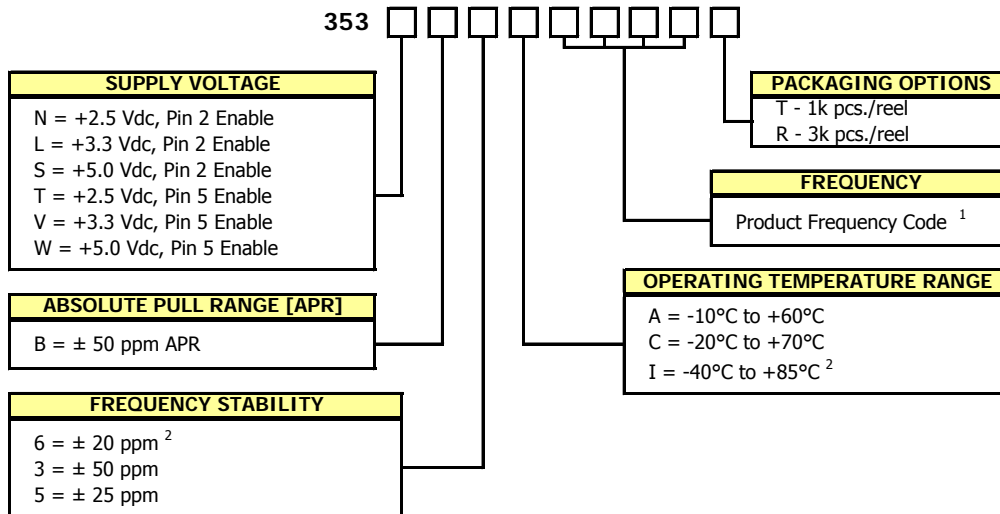 353
SUPPLY VOLTAGE
N = +2.5 Vdc, Pin 2 Enable
L = +3.3 Vdc, Pin 2 Enable
S = +5.0 Vdc, Pin 2 Enable
T = +2.5 Vdc, Pin 5 Enable
V = +3.3 Vdc, Pin 5 Enable
W = +5.0 Vdc, Pin 5 Enable
ABSOLUTE PULL RANGE [APR]
B = ± 50 ppm APR
FREQUENCY STABILITY
6 = ± 20 ppm 2
3 = ± 50 ppm
5 = ± 25 ppm
PACKAGING OPTIONS
T - 1k pcs./reel
R - 3k pcs./reel
FREQUENCY
Product Frequency Code 1
OPERATING TEMPERATURE RANGE
A = -10°C to +60°C
C = -20°C to +70°C
I = -40°C to +85°C 2